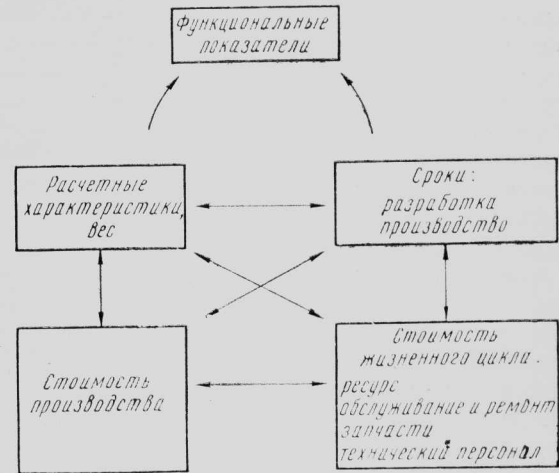 Функциональные
показатели
Расчетные
характеристики,
вес
Сроки:
разработка
производство
Стоимость
производства
Стоимость
жизненного цикла:
ресурс
обслуживание и ремонт
запчасти
технический персонал